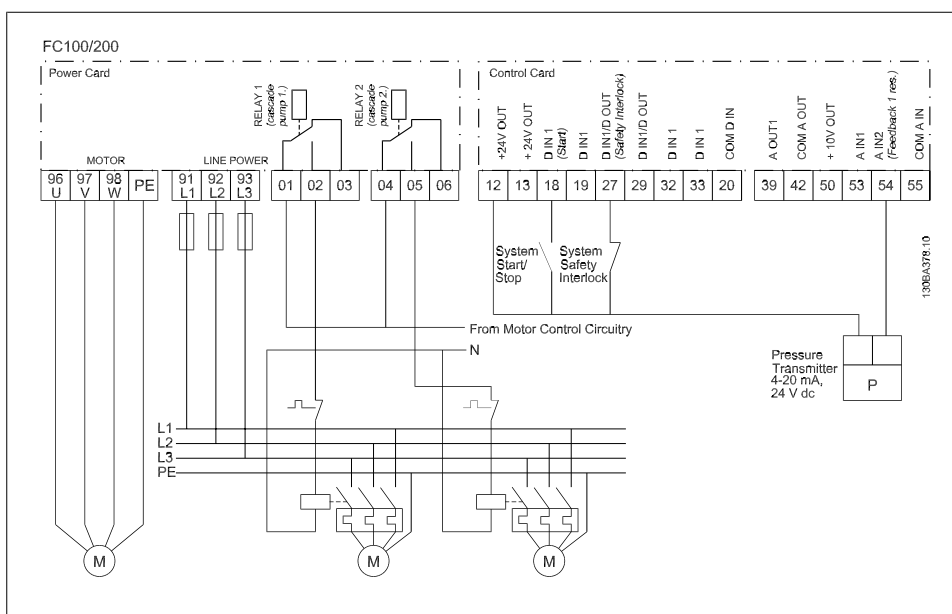 FC100/200
Power Card
Control Card
RELAY 1
(cascade
pump 1.)
RELAY 2
(cascade
pump 2.)
+24V OUT
+ 24V OUT
D IN 1
(Start)
D IN1
D IN1/D OUT
(Safety Interlock)
D IN1/D OUT
D IN 1
D IN 1
COM D IN
A OUT1
COM A OUT
+ 10V OUT
A IN1
A IN2
(Feedback 1 res.)
COM A IN
MOTOR
LINE POWER
96 97 98 PE 91 92 93 01 02 03 04 05 06 12 13 18 19 27 29 32 33 20 39 42 50 53 54 55
U V W L1 L2 L3
System
Start/
Stop
System
Safety
Interlock
130BA378.10
From Motor Control Circuitry
N
Pressure
Transmitter
4-20 mA,
24 V dc
P
L1
L2
L3
PE
M M M